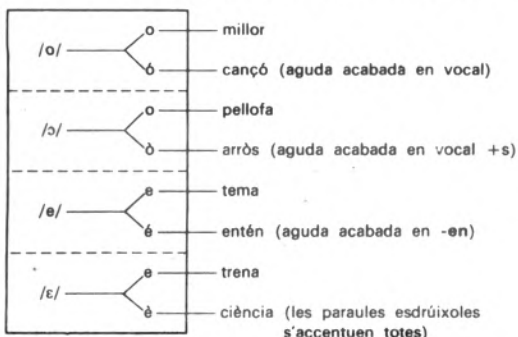 /o/
o millor
ó cançó (aguda acabada en vocal)
/ɔ/
o pellofa
ò arròs (aguda acabada en vocal +s)
/e/
e tema
é entén (aguda acabada en -en)
/ɛ/
e trena
è ciència (les paraules esdrúixoles
s'accentuen totes)